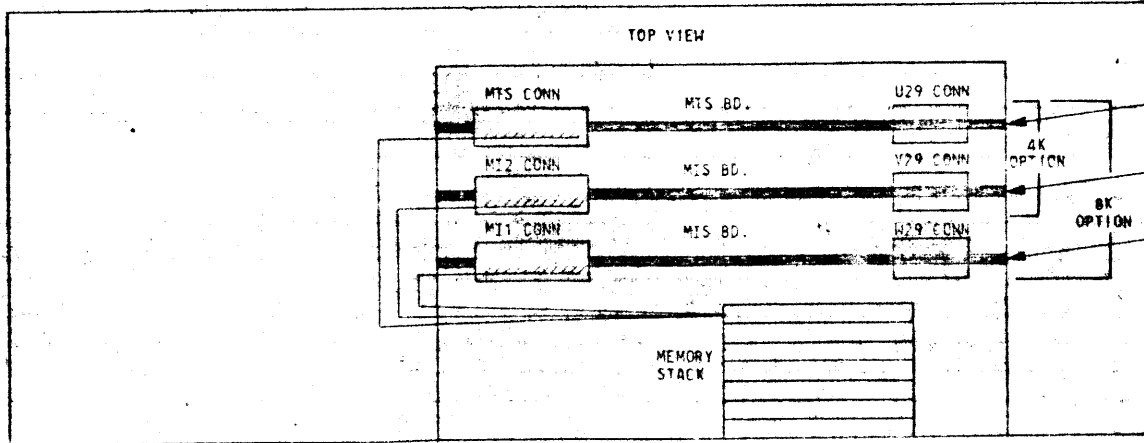 TOP VIEW
MTS CONN
MTS BD.
U29 CONN
4K
OPTION
MI2 CONN
MIS BD.
V29 CONN
8K
OPTION
MI1 CONN
MIS BD.
W29 CONN
MEMORY
STACK